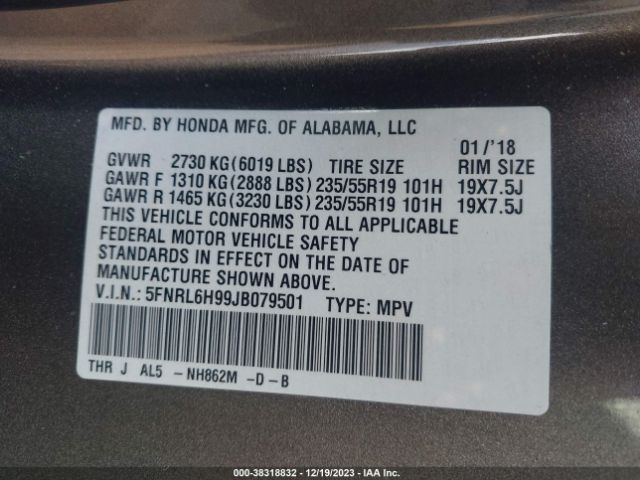 MFD. BY HONDA MFG. OF ALABAMA, LLC
01/'18
GVWR 2730 KG(6019 LBS) TIRE SIZE RIM SIZE
GAWR F 1310 KG(2888 LBS) 235/55R19 101H 19X7.5J
GAWR R 1465 KG(3230 LBS) 235/55R19 101H 19X7.5J
THIS VEHICLE CONFORMS TO ALL APPLICABLE
FEDERAL MOTOR VEHICLE SAFETY
STANDARDS IN EFFECT ON THE DATE OF
MANUFACTURE SHOWN ABOVE.
V.I.N.: 5FNRL6H99JB079501 TYPE: MPV
THR J AL5 -NH862M -D-B
000-38318832 - 12/19/2023 - IAA Inc.